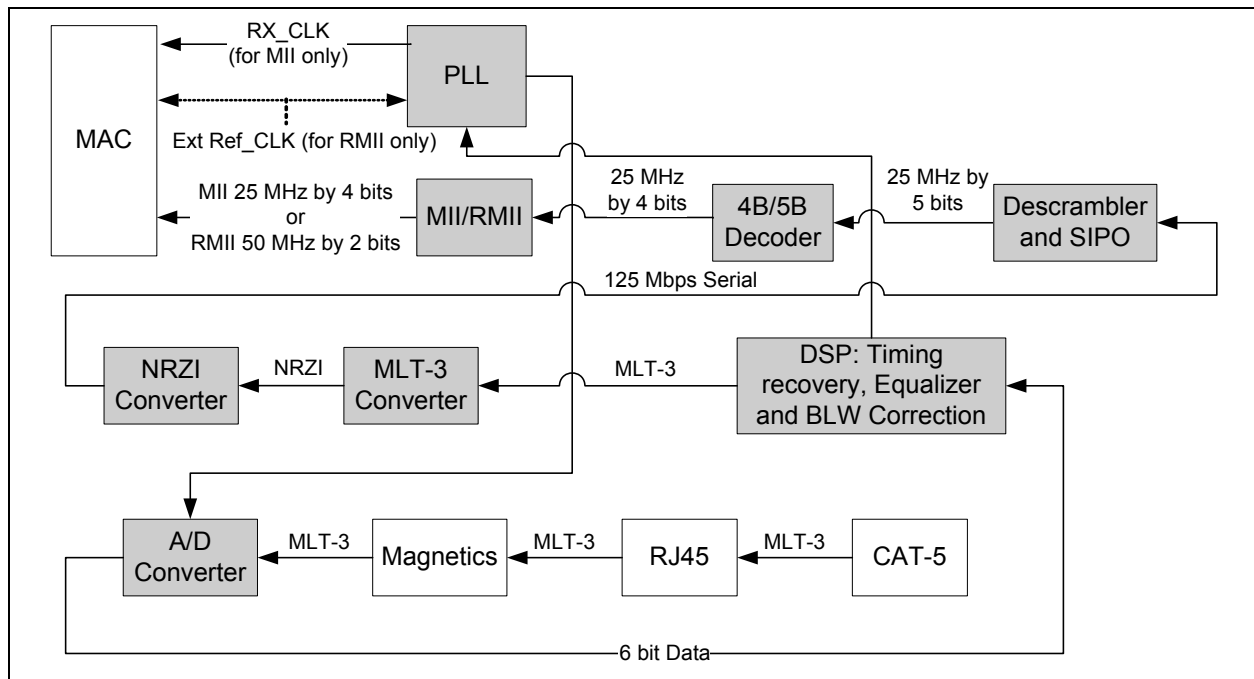 RX_CLK
(for MII only)
PLL
MAC
Ext Ref_CLK (for RMII only)
MII 25 MHz by 4 bits
or
RMII 50 MHz by 2 bits
MII/RMII
25 MHz
by 4 bits
4B/5B
Decoder
25 MHz by
5 bits
Descrambler
and SIPO
125 Mbps Serial
NRZI
Converter
NRZI
MLT-3
Converter
MLT-3
DSP: Timing
recovery, Equalizer
and BLW Correction
A/D
Converter
MLT-3
Magnetics
MLT-3
RJ45
MLT-3
CAT-5
6 bit Data